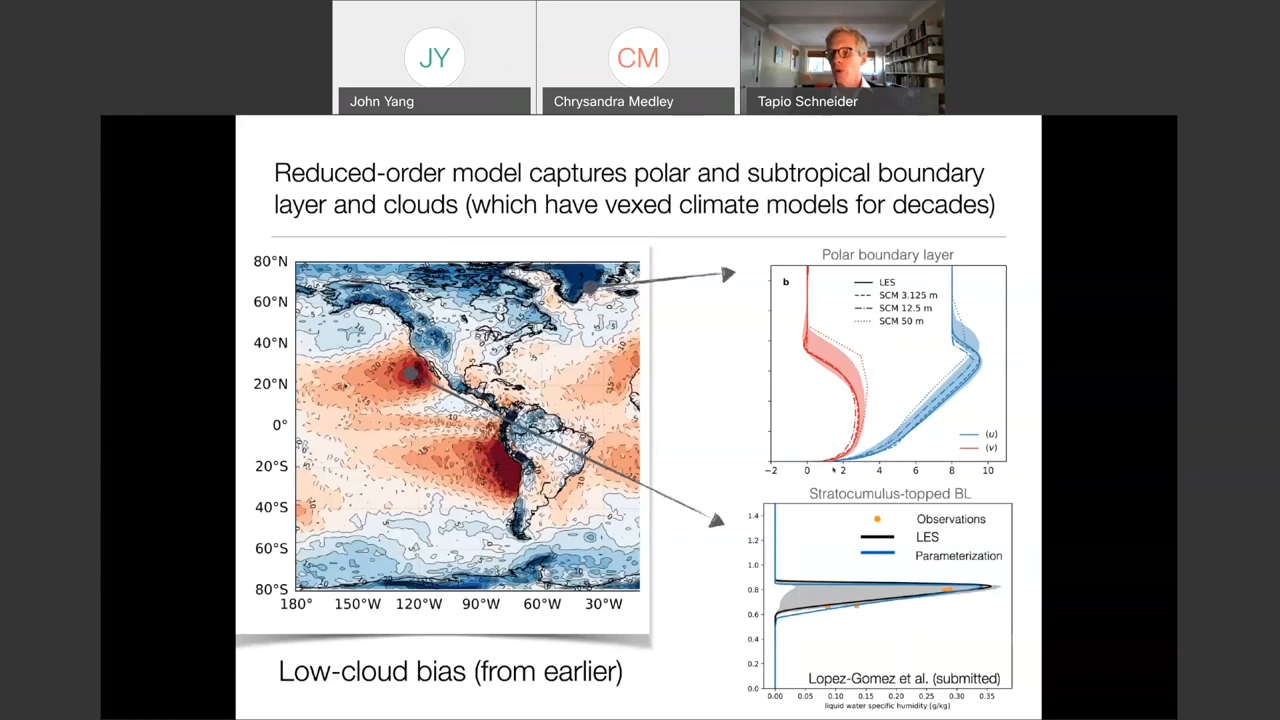 JY
CM
John Yang
Chrysandra Medley
Tapio Schneider
Reduced-order model captures polar and subtropical boundary
layer and clouds (which have vexed climate models for decades)
80°N
60°N
40°N
20°N
0°
20°S
40°S
60°S
80°S
180°
150°W
120°W
90°W
60°W
30°W
Low-cloud bias (from earlier)
Polar boundary layer
b
LES
SCM 3.125 m
SCM 12.5 m
SCM 50 m
⟨u⟩
⟨v⟩
−2 0 2 4 6 8 10
Stratocumulus-topped BL
1.4
1.2
1.0
0.8
0.6
0.4
0.2
0.0
Observations
LES
Parameterization
Lopez-Gomez et al. (submitted)
0.00 0.05 0.10 0.15 0.20 0.25 0.30 0.35
liquid water specific humidity [g/kg]